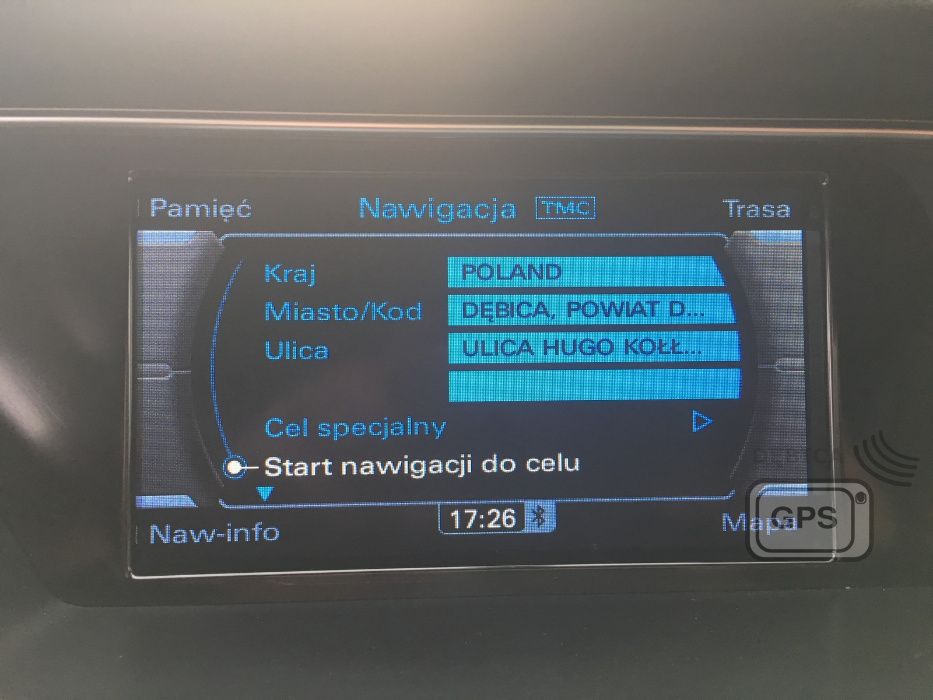 Pamięć Nawigacja TMC Trasa
Kraj POLAND
Miasto/Kod DĘBICA, POWIAT D...
Ulica ULICA HUGO KOŁŁ...
Cel specjalny
Start nawigacji do celu
17:26
Naw-info Mapa
GPS